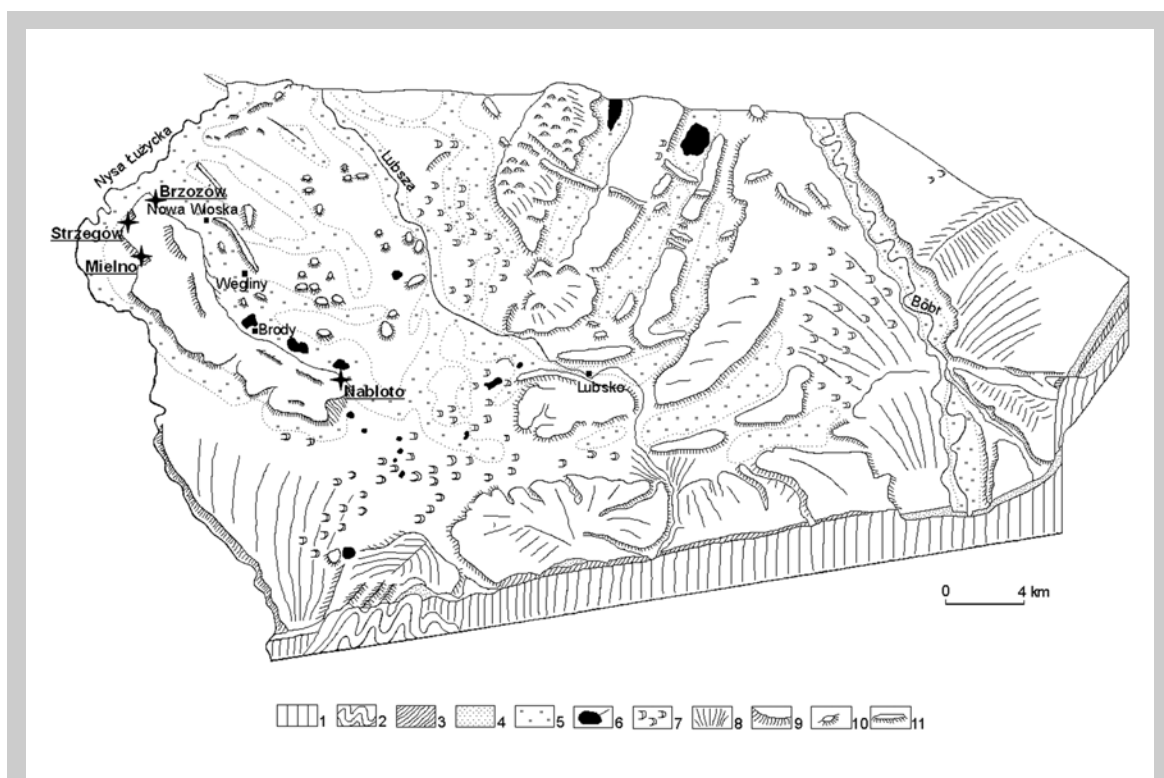 Nysa Łużycka
Lubsza
Brzozów
Nowa Wioska
Strzegów
Mielno
Węgliny
Brody
Nabłoto
Lubsko
Bóbr
0 4 km
1 2 3 4 5 6 7 8 9 10 11